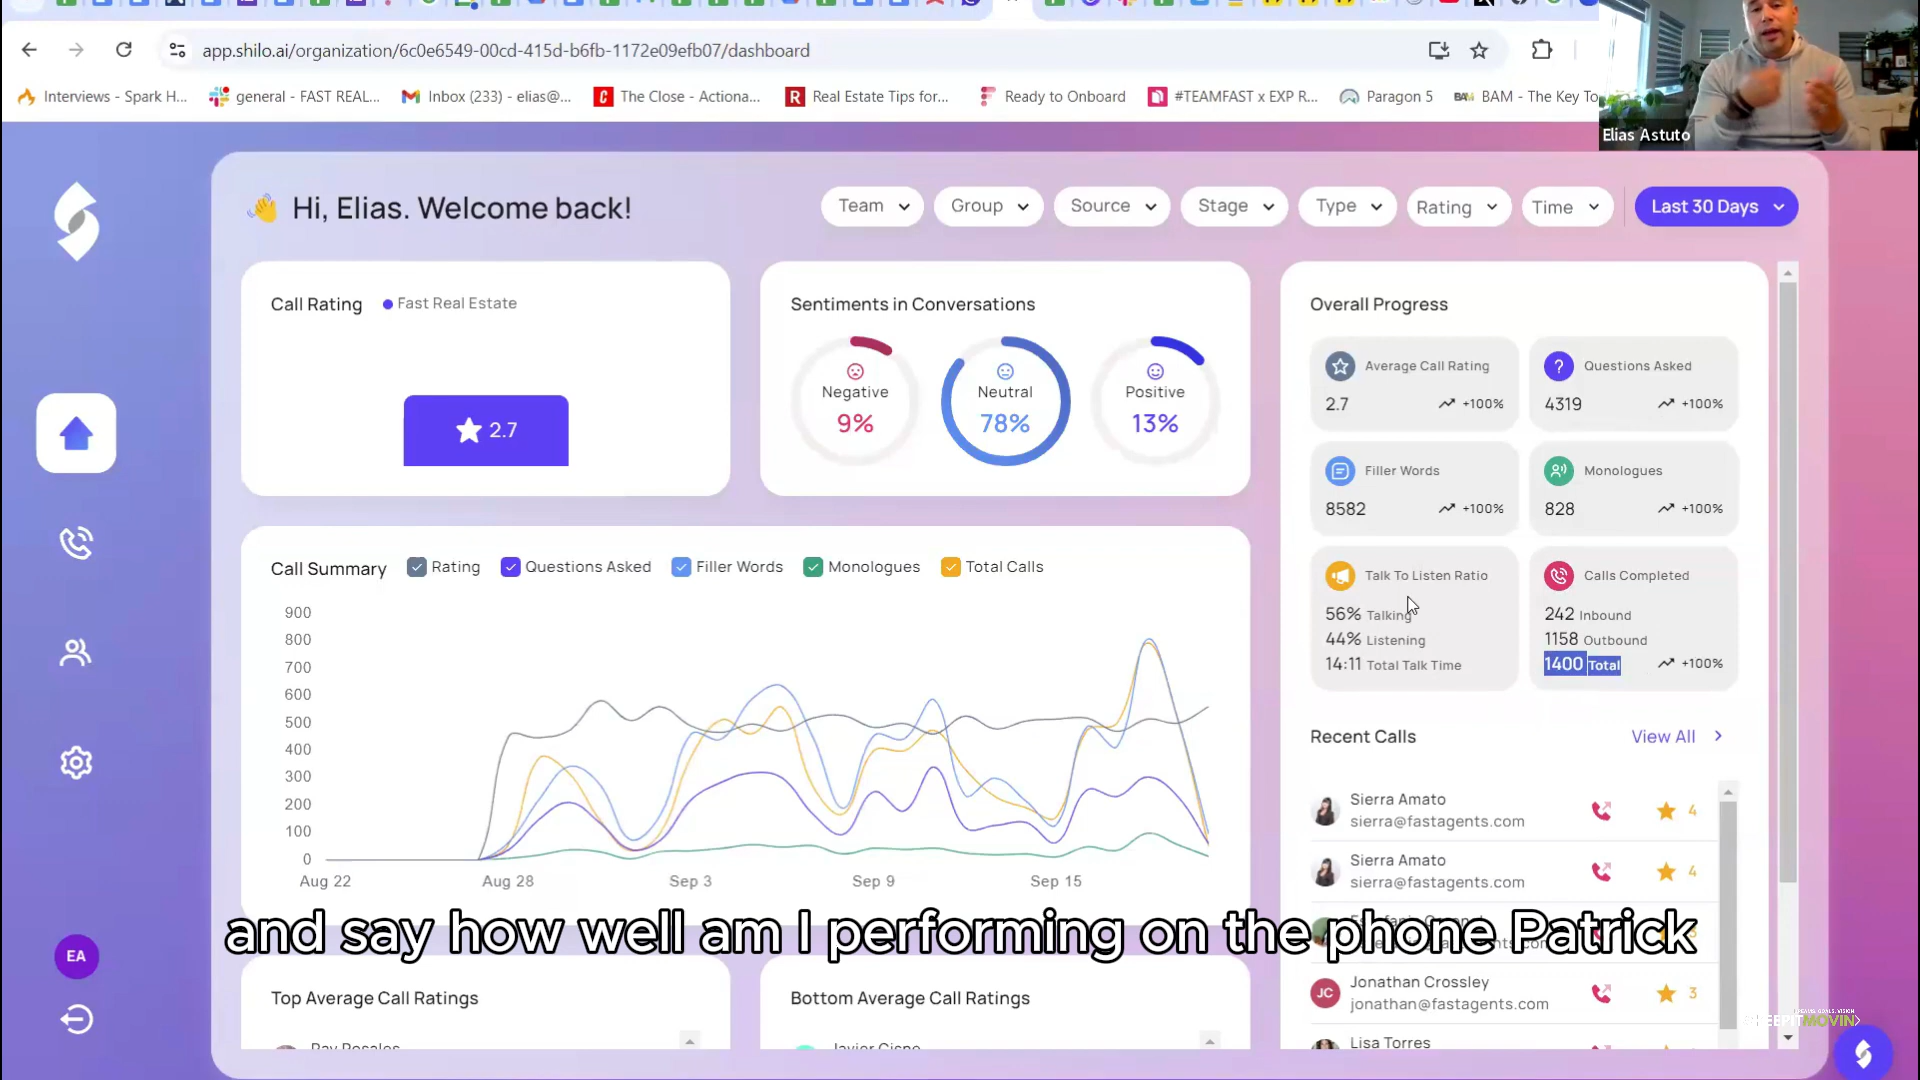 app.shilo.ai/organization/6c0e6549-00cd-415d-b6fb-1172e09efb07/dashboard
Interviews - Spark H...
general - FAST REAL...
Inbox (233) - elias@...
The Close - Actiona...
Real Estate Tips for...
Ready to Onboard
#TEAMFAST x EXP R...
Paragon 5
BAM - The Key To
Elias Astuto
Hi, Elias. Welcome back!
Team
Group
Source
Stage
Type
Rating
Time
Last 30 Days
Call Rating
Fast Real Estate
2.7
Sentiments in Conversations
Negative
9%
Neutral
78%
Positive
13%
Overall Progress
Average Call Rating
2.7
+100%
Questions Asked
4319
+100%
Filler Words
8582
+100%
Monologues
828
+100%
Talk To Listen Ratio
56% Talking
44% Listening
14:11 Total Talk Time
Calls Completed
242 Inbound
1158 Outbound
1400 Total
+100%
Call Summary
Rating
Questions Asked
Filler Words
Monologues
Total Calls
900
800
700
600
500
400
300
200
100
0
Aug 22
Aug 28
Sep 3
Sep 9
Sep 15
Recent Calls
View All
Sierra Amato
sierra@fastagents.com
4
Sierra Amato
sierra@fastagents.com
4
and say how well am I performing on the phone Patrick
JC
Jonathan Crossley
jonathan@fastagents.com
3
Lisa Torres
EA
Top Average Call Ratings
Ray Rosales
Bottom Average Call Ratings